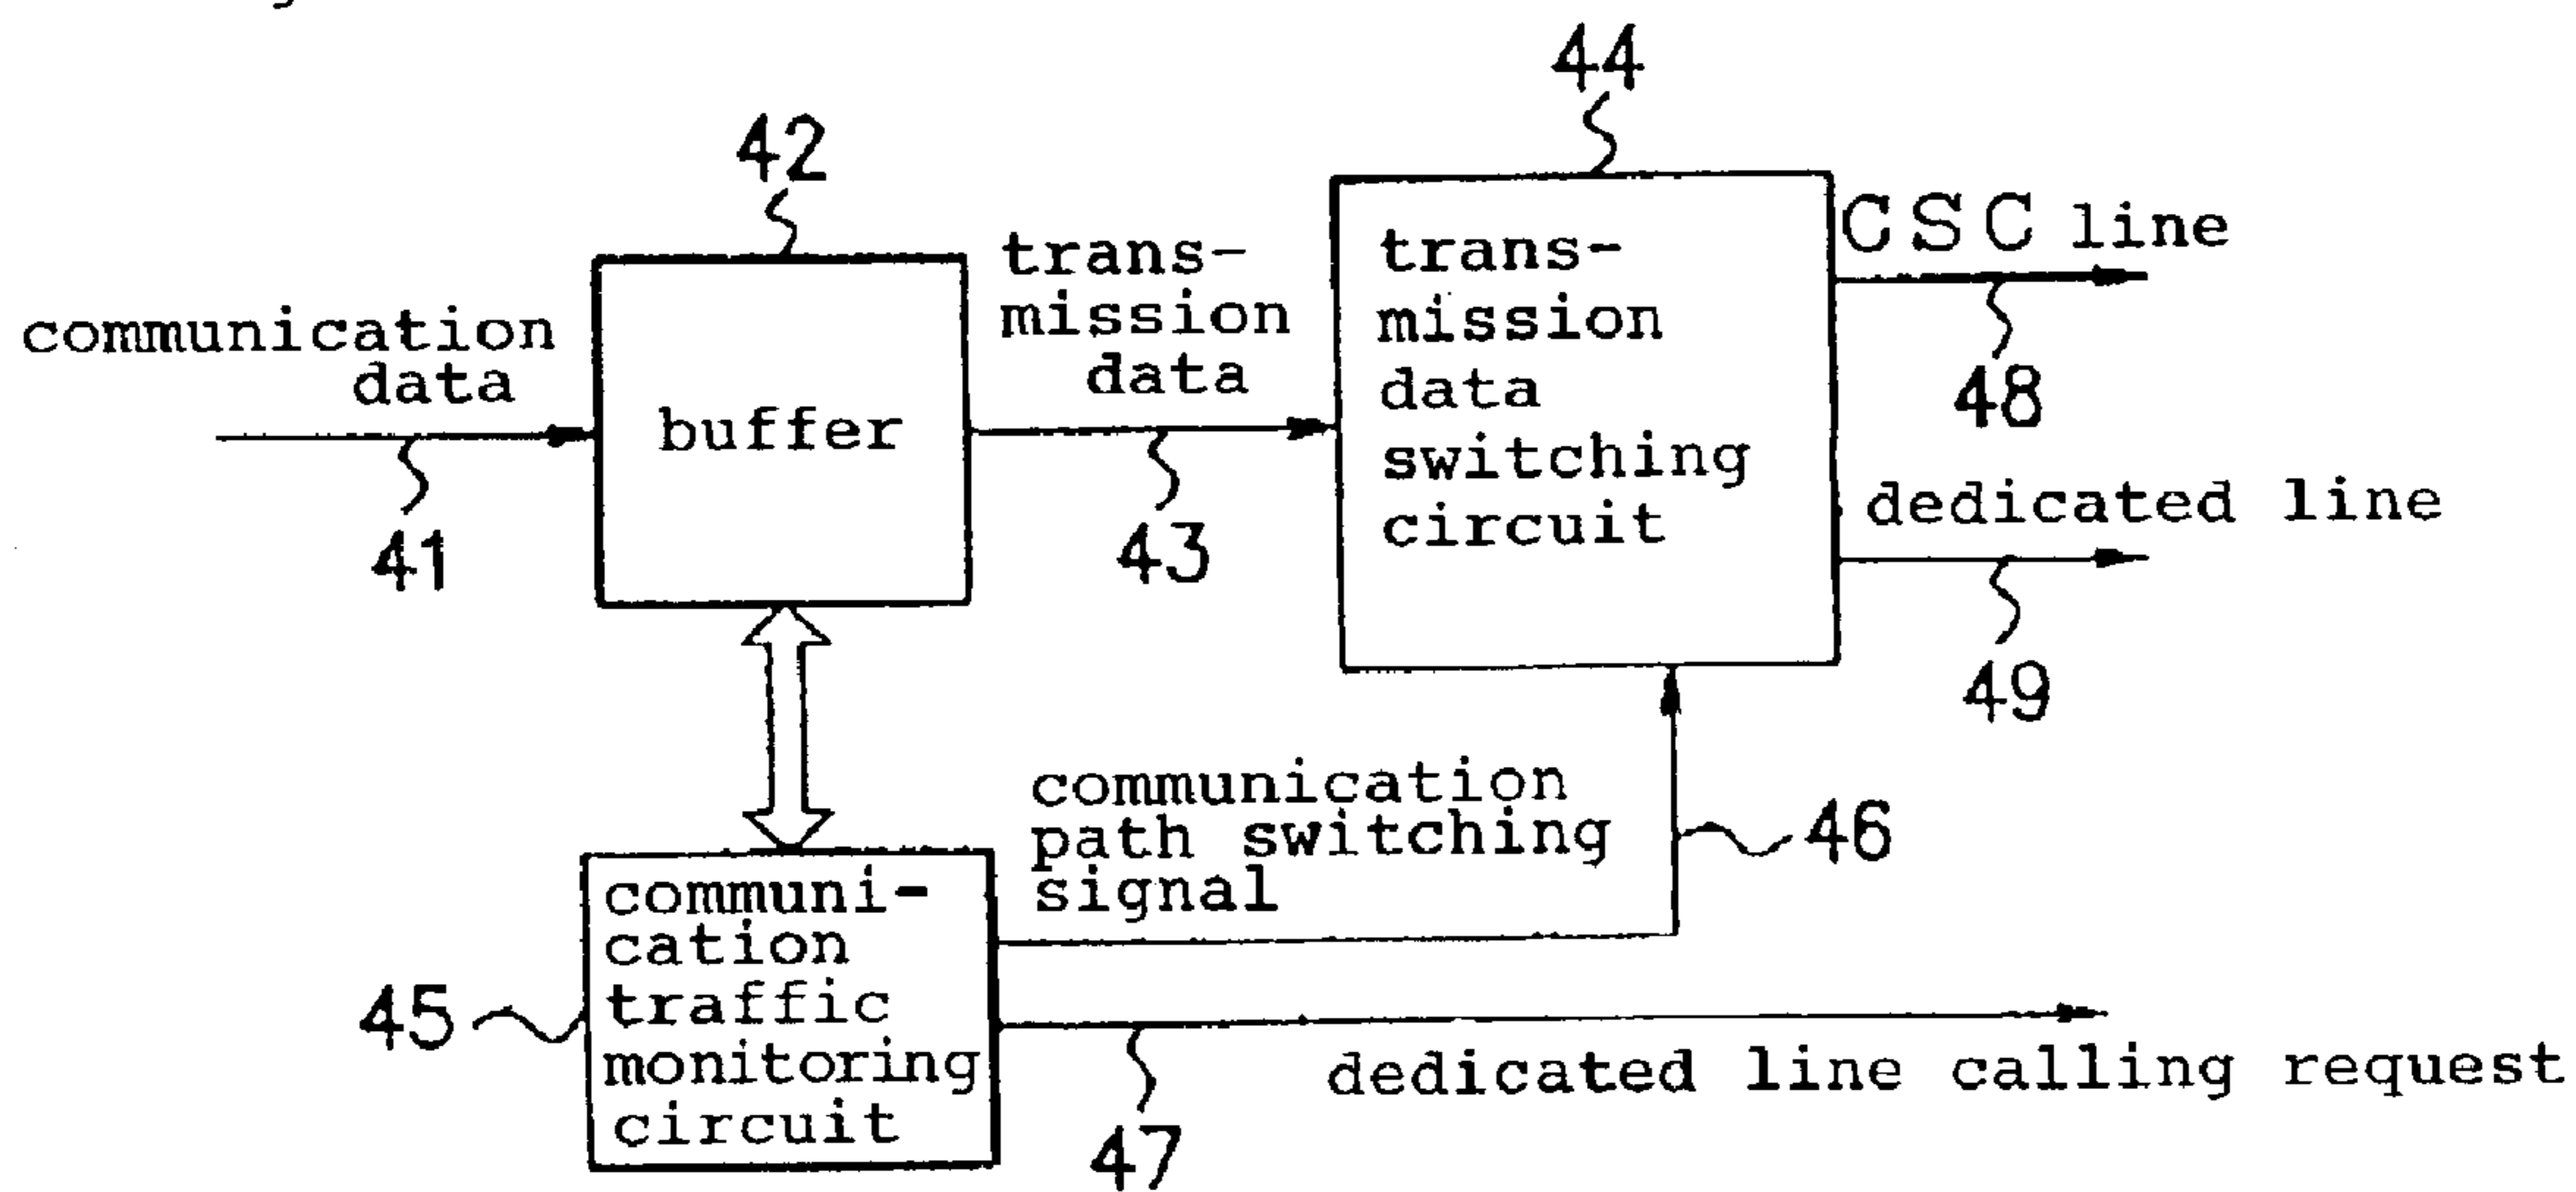 44
42
CSC line
trans-
mission
data
trans-
mission
data
switching
circuit
communication
data
buffer
48
dedicated line
41
43
49
communication
path switching
signal
46
communi-
cation
traffic
monitoring
circuit
45
dedicated line calling request
47